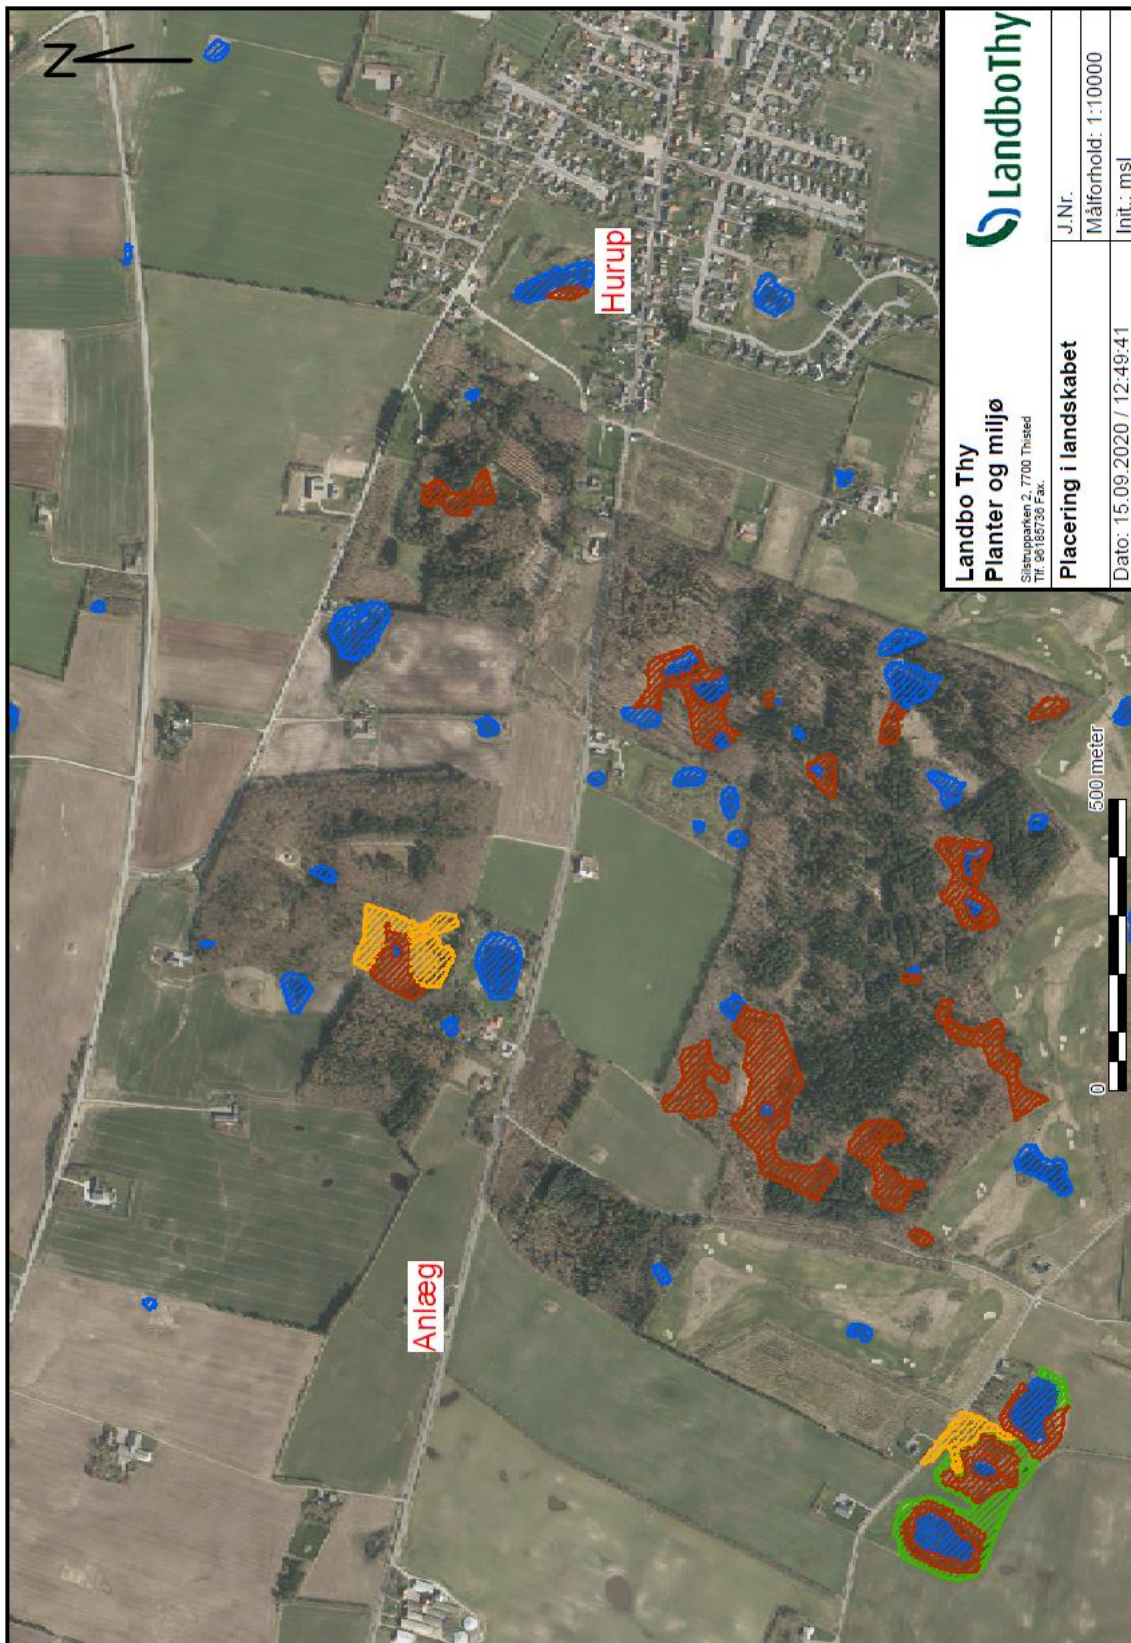 N
Hurup
Anlæg
0
500 meter
Landbo Thy
Planter og miljø
Silstrupparken 2, 7700 Thisted
Tlf. 96185736 Fax.
LandboThy
Placering i landskabet
J.Nr.
Målforhold: 1:10000
Dato: 15.09.2020 / 12:49:41
Init.: msl